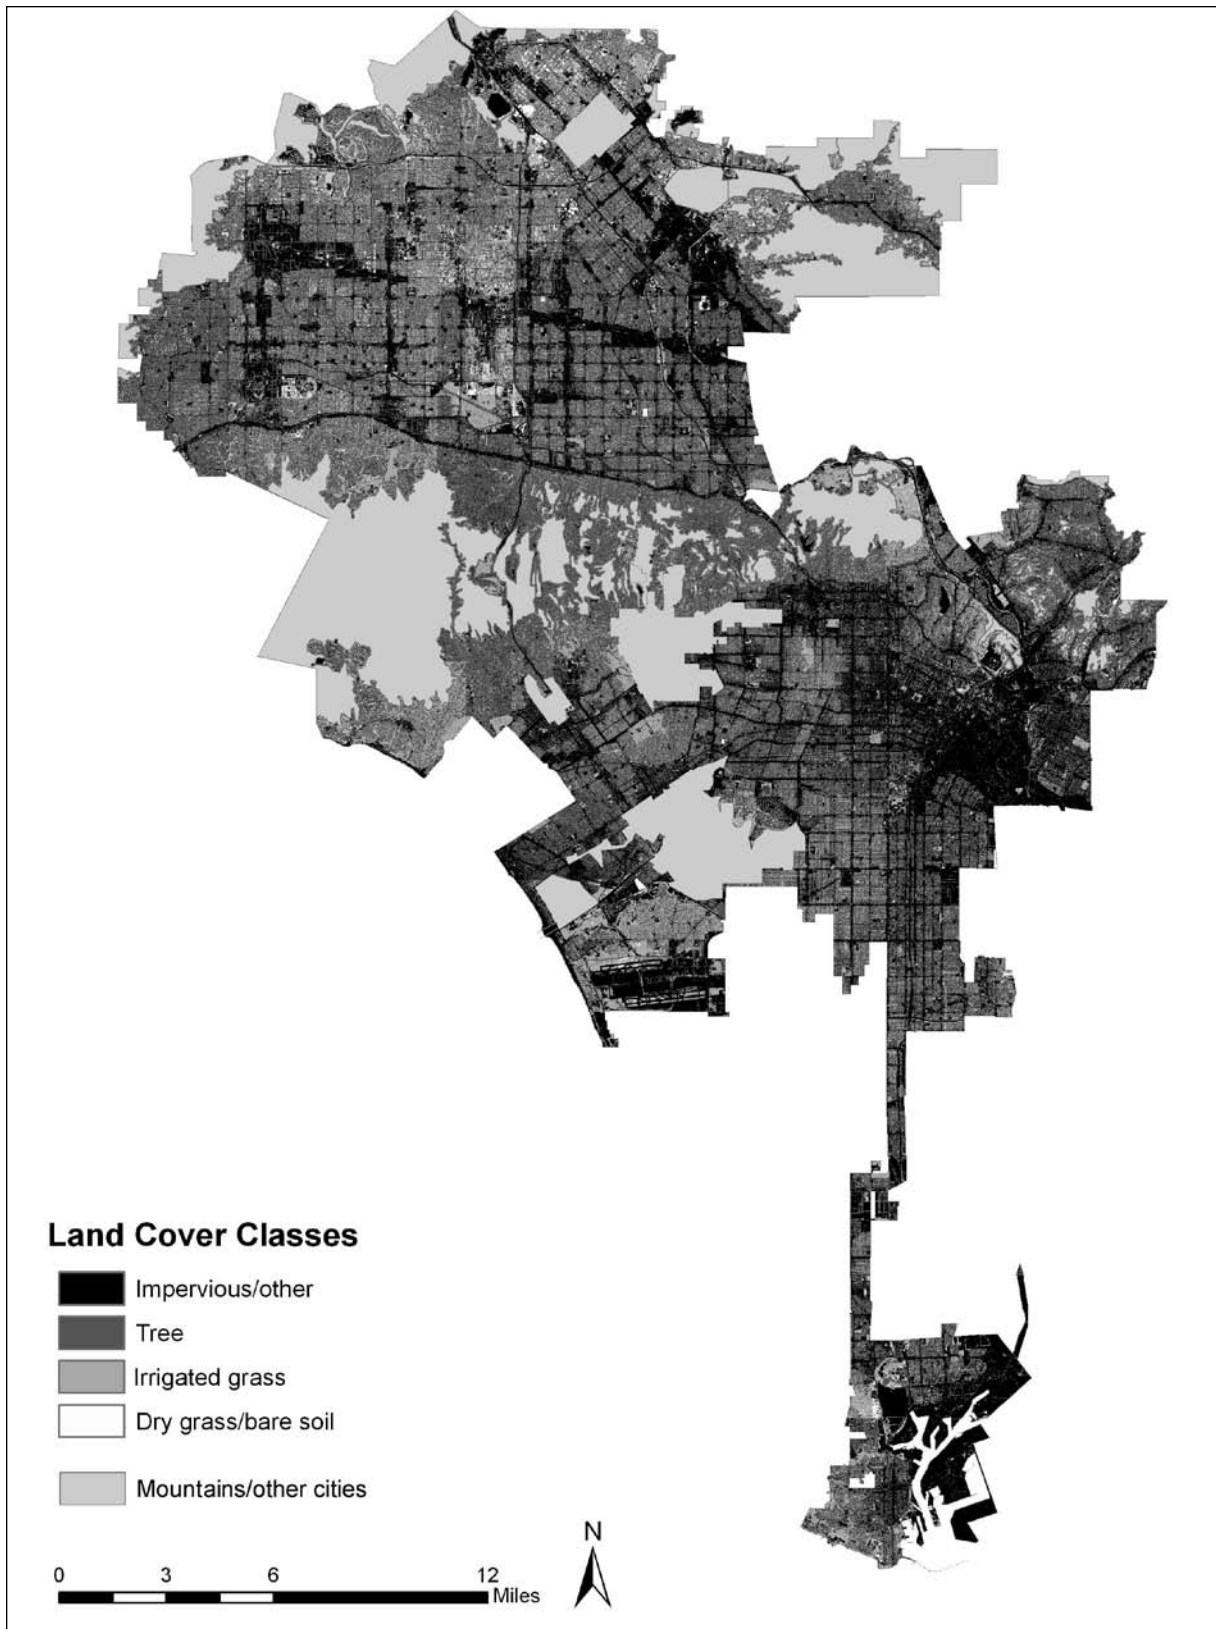 Land Cover Classes
Impervious/other
Tree
Irrigated grass
Dry grass/bare soil
Mountains/other cities
N
0 3 6 12
Miles